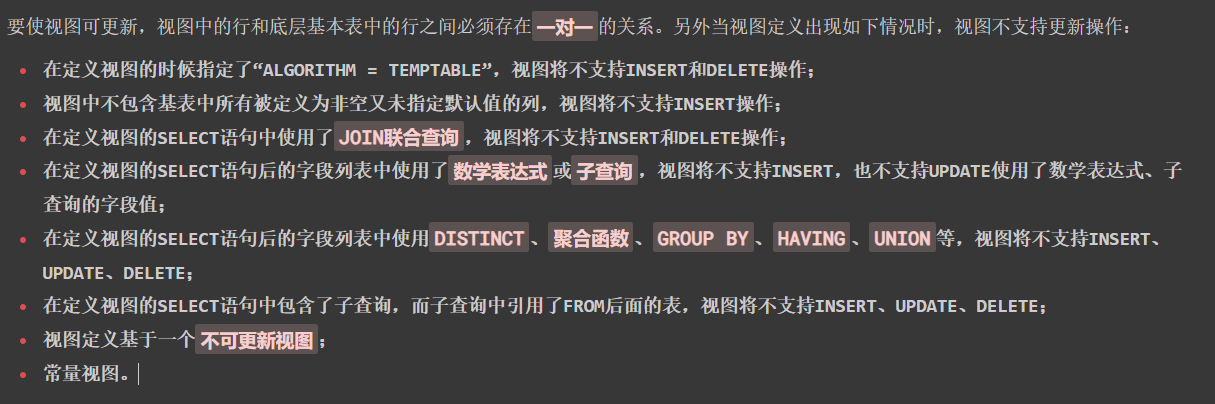 要使视图可更新，视图中的行和底层基本表中的行之间必须存在一对一的关系。另外当视图定义出现如下情况时，视图不支持更新操作：
• 在定义视图的时候指定了“ALGORITHM = TEMPTABLE”，视图将不支持INSERT和DELETE操作；
• 视图中不包含基表中所有被定义为非空又未指定默认值的列，视图将不支持INSERT操作；
• 在定义视图的SELECT语句中使用了JOIN联合查询，视图将不支持INSERT和DELETE操作；
• 在定义视图的SELECT语句后的字段列表中使用了数学表达式或子查询，视图将不支持INSERT，也不支持UPDATE使用了数学表达式、子
查询的字段值；
• 在定义视图的SELECT语句后的字段列表中使用DISTINCT、聚合函数、GROUP BY、HAVING、UNION等，视图将不支持INSERT、
UPDATE、DELETE；
• 在定义视图的SELECT语句中包含了子查询，而子查询中引用了FROM后面的表，视图将不支持INSERT、UPDATE、DELETE；
• 视图定义基于一个不可更新视图；
• 常量视图。